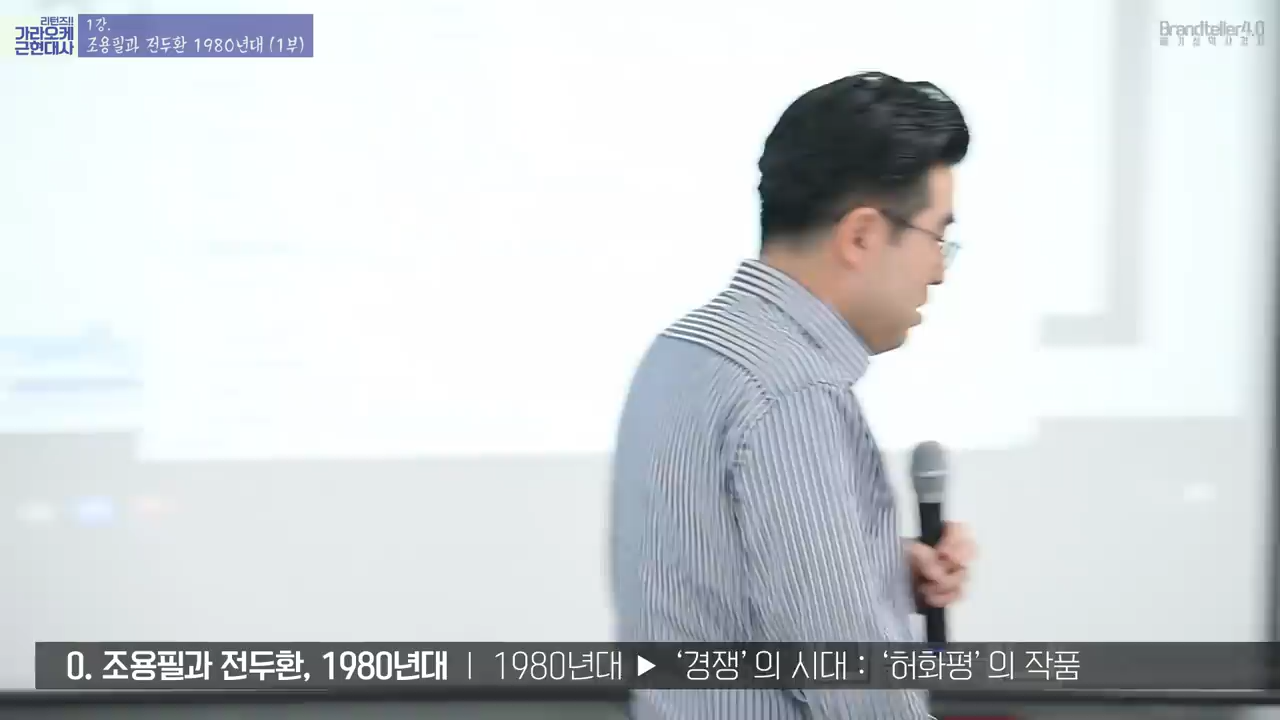 리턴즈!!
가라오케
근현대사
1강.
조용필과 전두환 1980년대 (1부)
Brandteller4.0
0. 조용필과 전두환, 1980년대 | 1980년대 ▶ ‘경쟁’의 시대 : ‘허화평’의 작품